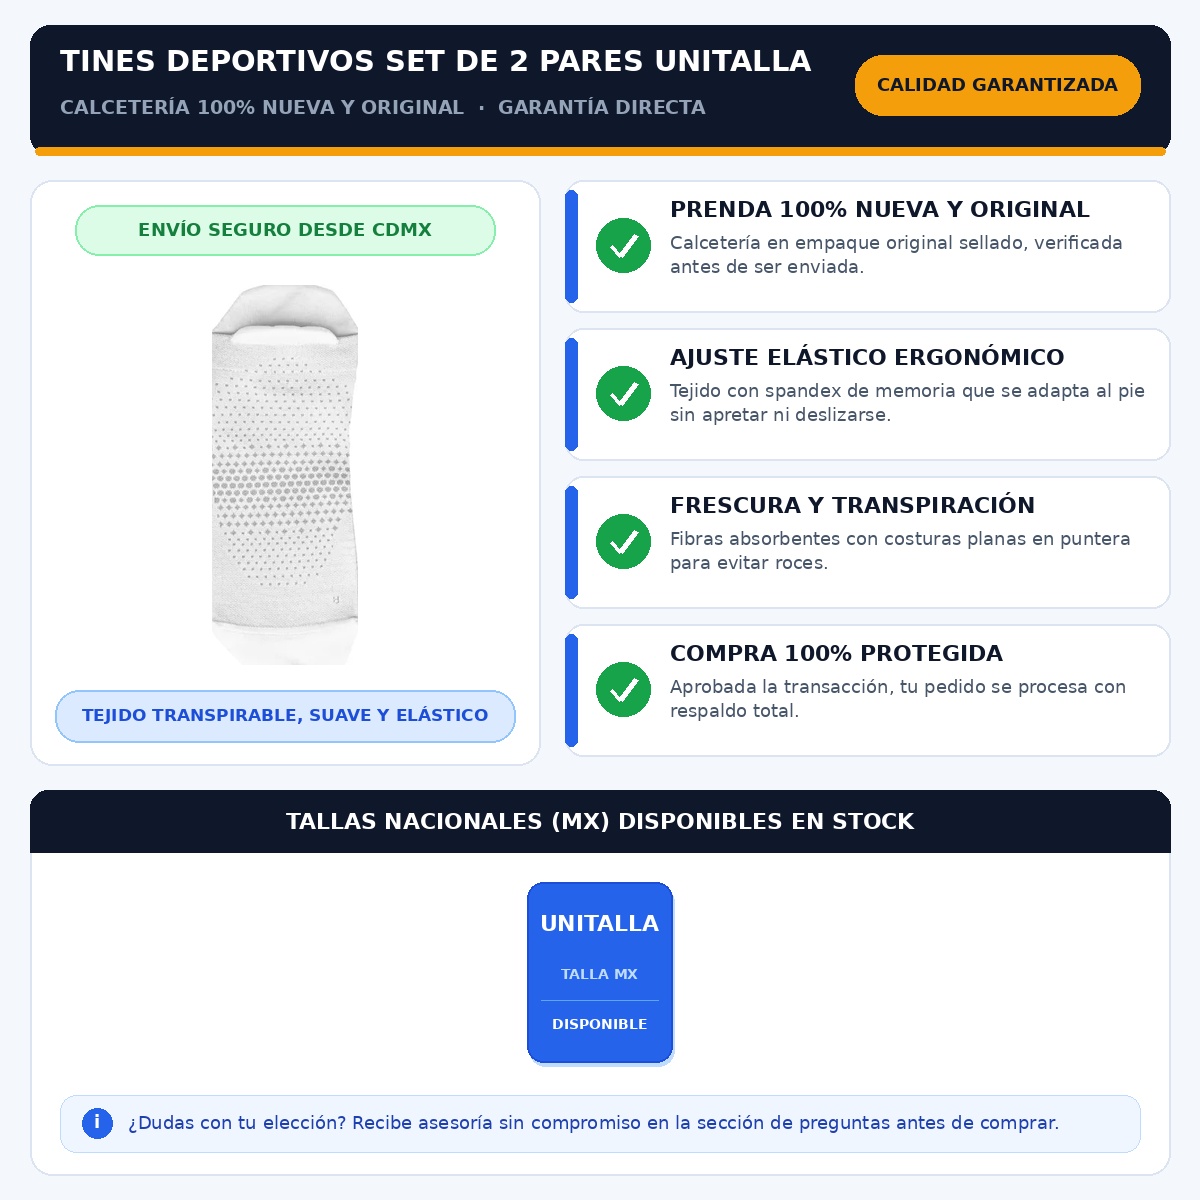 TINES DEPORTIVOS SET DE 2 PARES UNITALLA
CALCETERÍA 100% NUEVA Y ORIGINAL · GARANTÍA DIRECTA
CALIDAD GARANTIZADA
ENVÍO SEGURO DESDE CDMX
TEJIDO TRANSPIRABLE, SUAVE Y ELÁSTICO
PRENDA 100% NUEVA Y ORIGINAL
Calcetería en empaque original sellado, verificada
antes de ser enviada.
AJUSTE ELÁSTICO ERGONÓMICO
Tejido con spandex de memoria que se adapta al pie
sin apretar ni deslizarse.
FRESCURA Y TRANSPIRACIÓN
Fibras absorbentes con costuras planas en puntera
para evitar roces.
COMPRA 100% PROTEGIDA
Aprobada la transacción, tu pedido se procesa con
respaldo total.
TALLAS NACIONALES (MX) DISPONIBLES EN STOCK
UNITALLA
TALLA MX
DISPONIBLE
i ¿Dudas con tu elección? Recibe asesoría sin compromiso en la sección de preguntas antes de comprar.